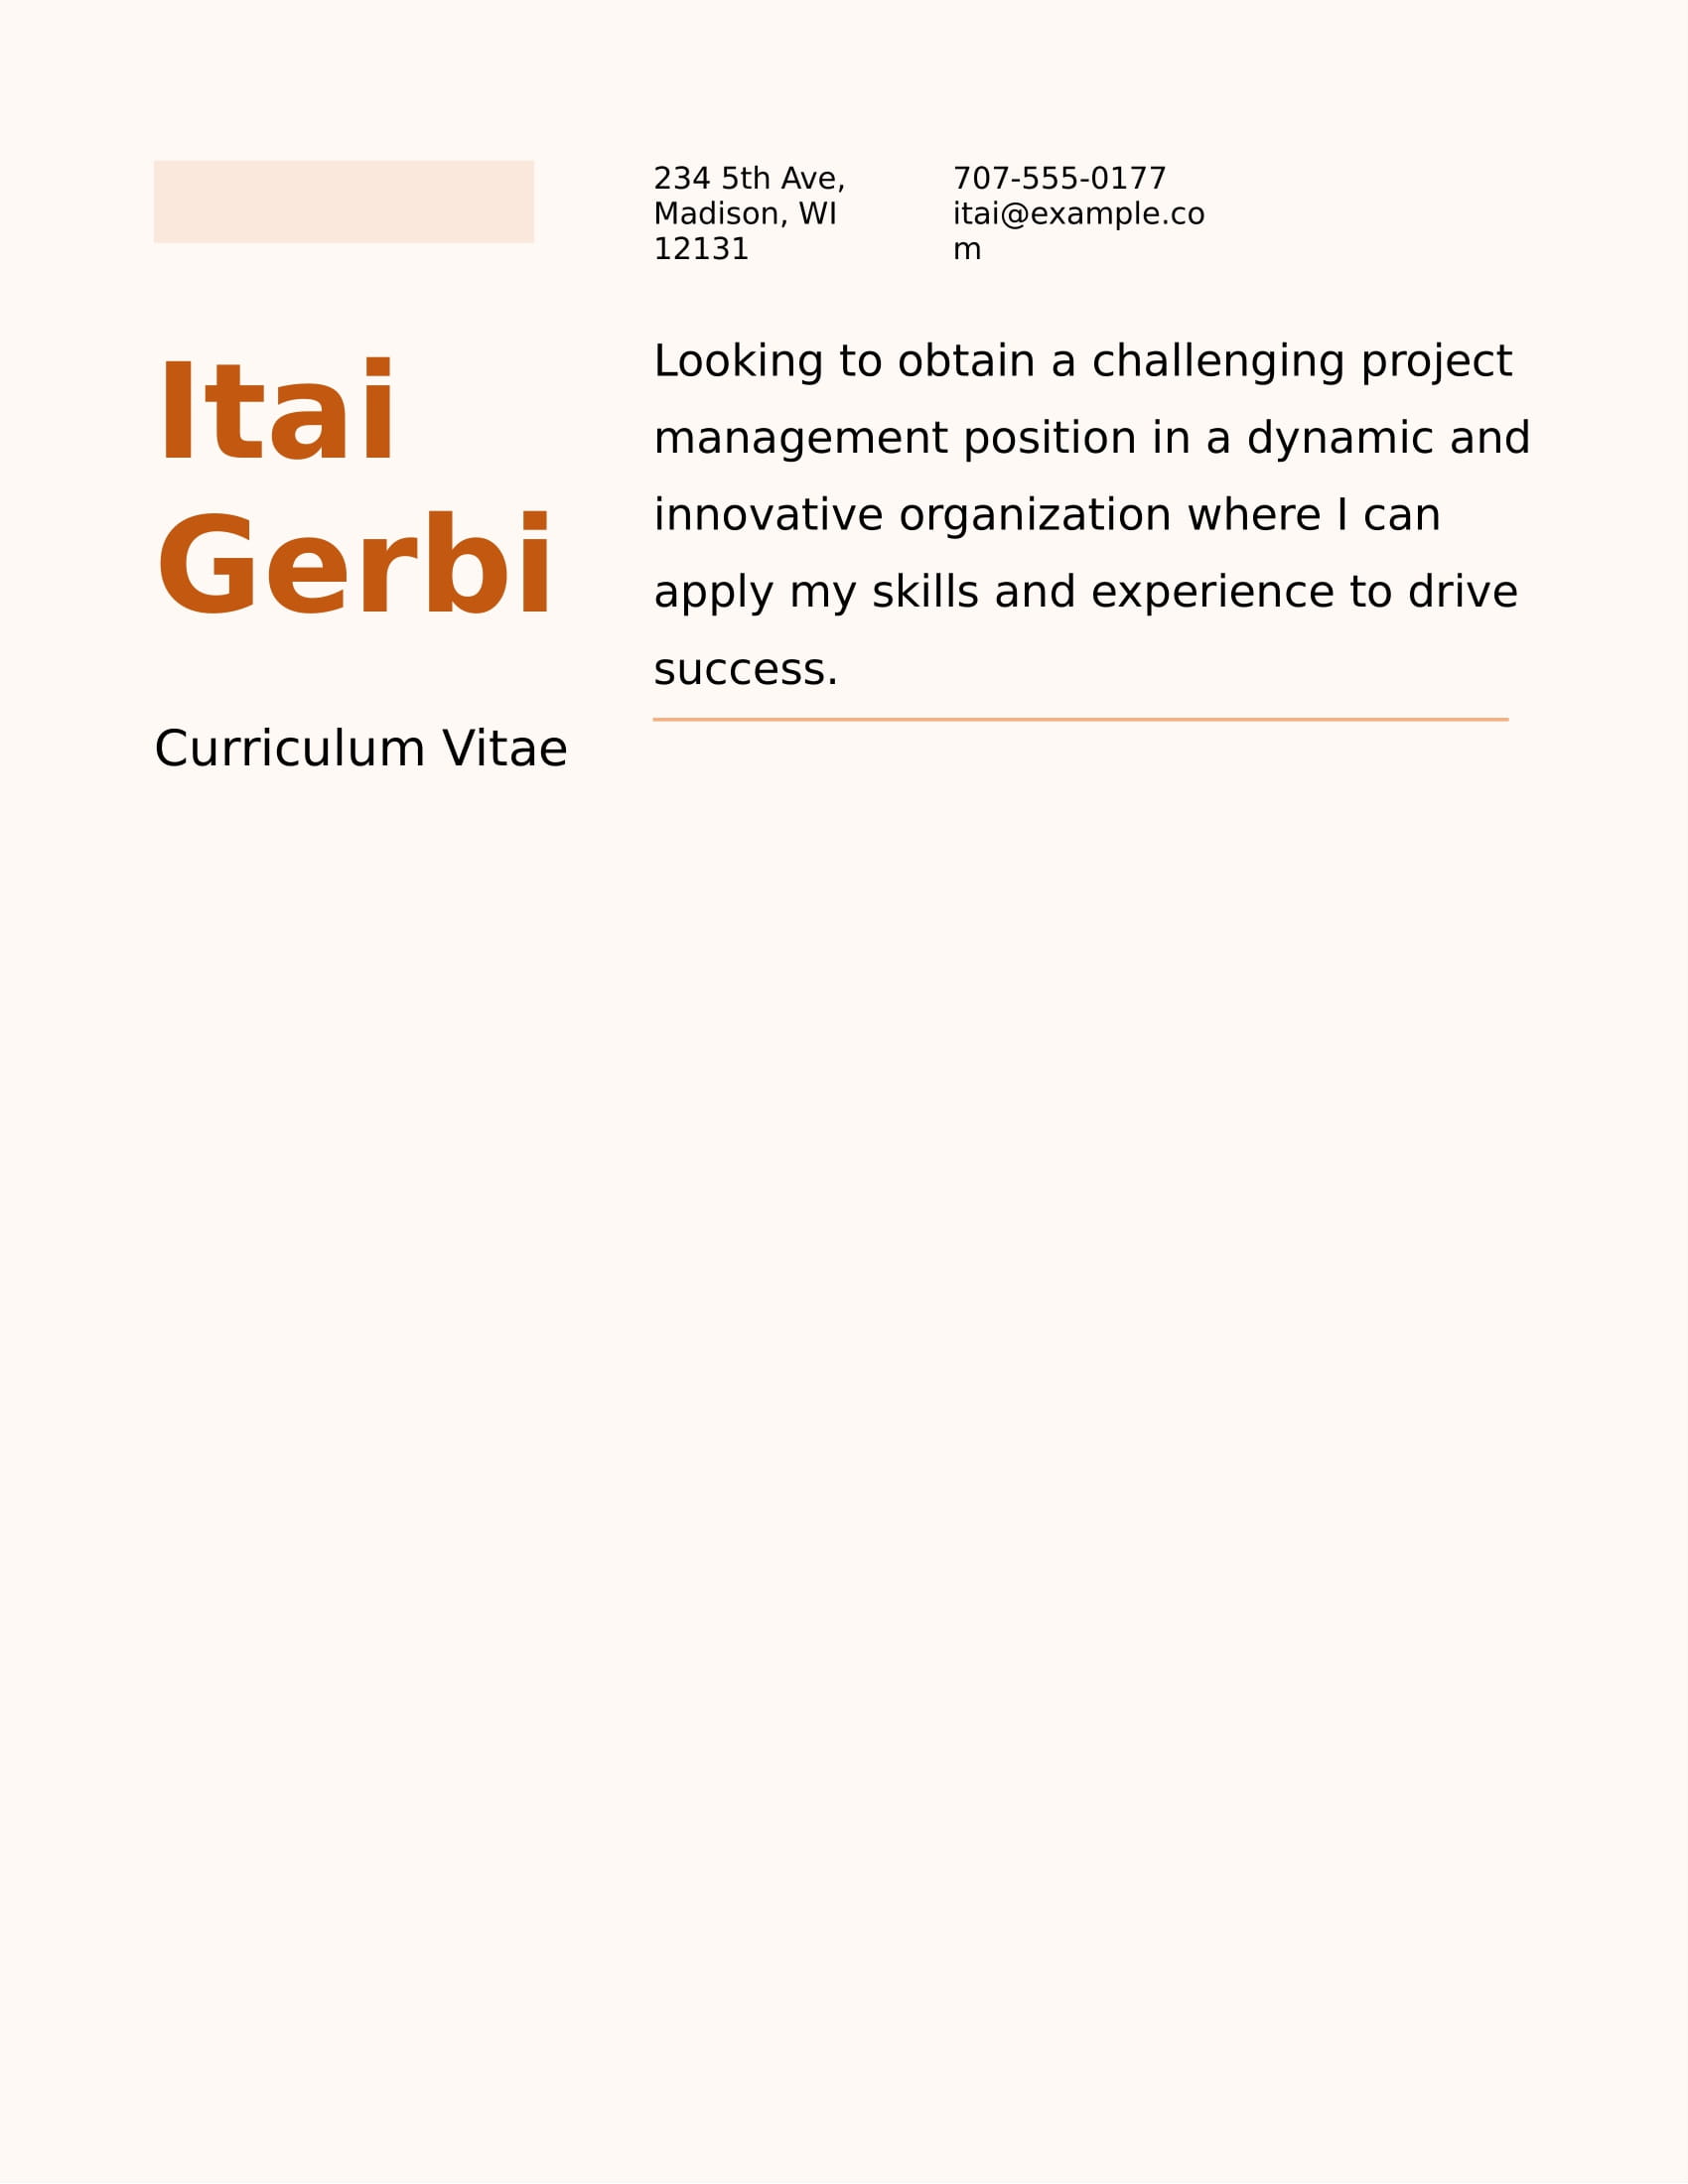 234 5th Ave,
Madison, WI
12131
707-555-0177
itai@example.co
m
Itai
Gerbi
Curriculum Vitae
Looking to obtain a challenging project
management position in a dynamic and
innovative organization where I can
apply my skills and experience to drive
success.